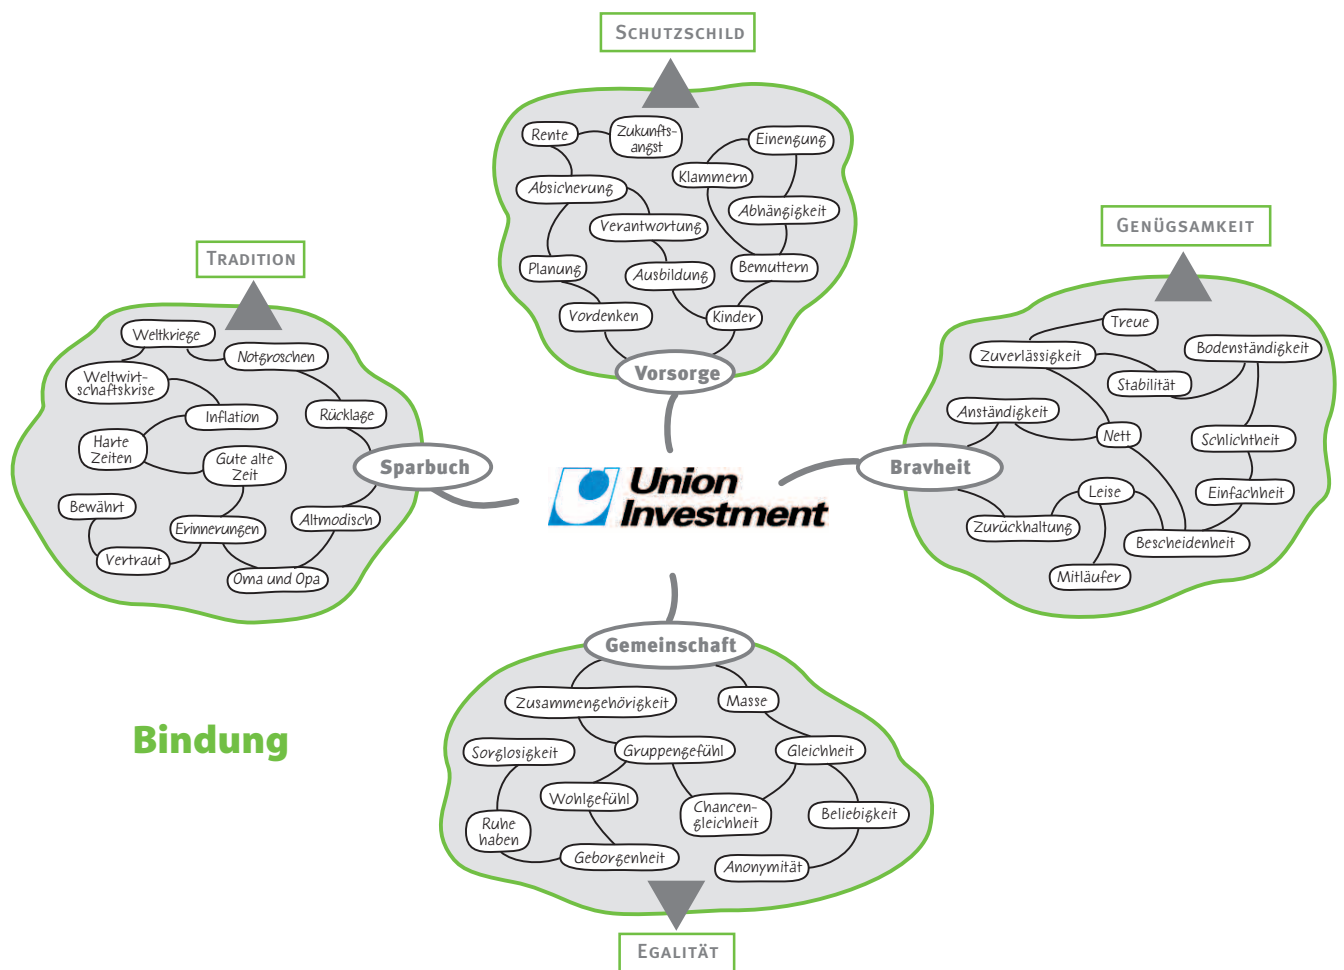 SCHUTZSCHILD
Rente
Zukunfts-
angst
Einengung
Klammern
Absicherung
Abhängigkeit
Verantwortung
Planung
Ausbildung
Bemuttern
Vordenken
Kinder
Vorsorge
TRADITION
Weltkriege
Notgroschen
Weltwirt-
schaftskrise
Inflation
Rücklage
Harte
Zeiten
Gute alte
Zeit
Sparbuch
Bewährt
Erinnerungen
Altmodisch
Vertraut
Oma und Opa
Union
Investment
GENÜGSAMKEIT
Treue
Zuverlässigkeit
Bodenständigkeit
Stabilität
Anständigkeit
Nett
Schlichtheit
Bravheit
Leise
Einfachheit
Zurückhaltung
Bescheidenheit
Mitläufer
Gemeinschaft
Zusammengehörigkeit
Masse
Sorglosigkeit
Gruppengefühl
Gleichheit
Wohlgefühl
Chancen-
gleichheit
Beliebigkeit
Ruhe
haben
Geborgenheit
Anonymität
EGALITÄT
Bindung